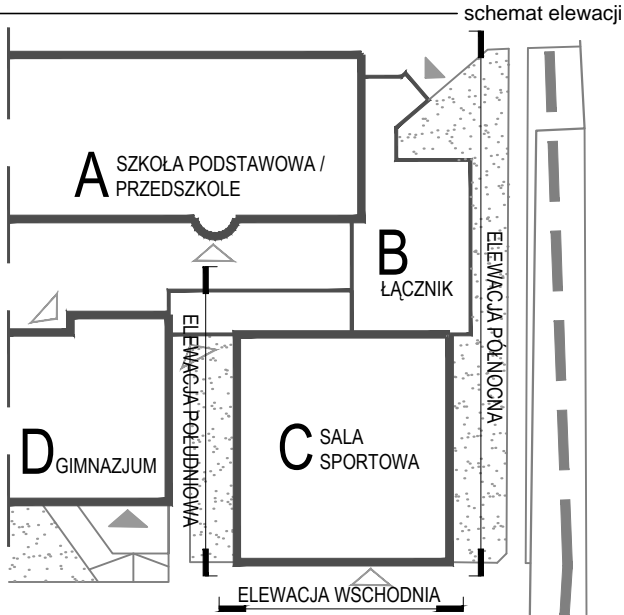 schemat elewacji
A SZKOŁA PODSTAWOWA /
PRZEDSZKOLE
B
ŁĄCZNIK
ELEWACJA PÓŁNOCNA
ELEWACJA POŁUDNIOWA
D GIMNAZJUM
C SALA
SPORTOWA
ELEWACJA WSCHODNIA